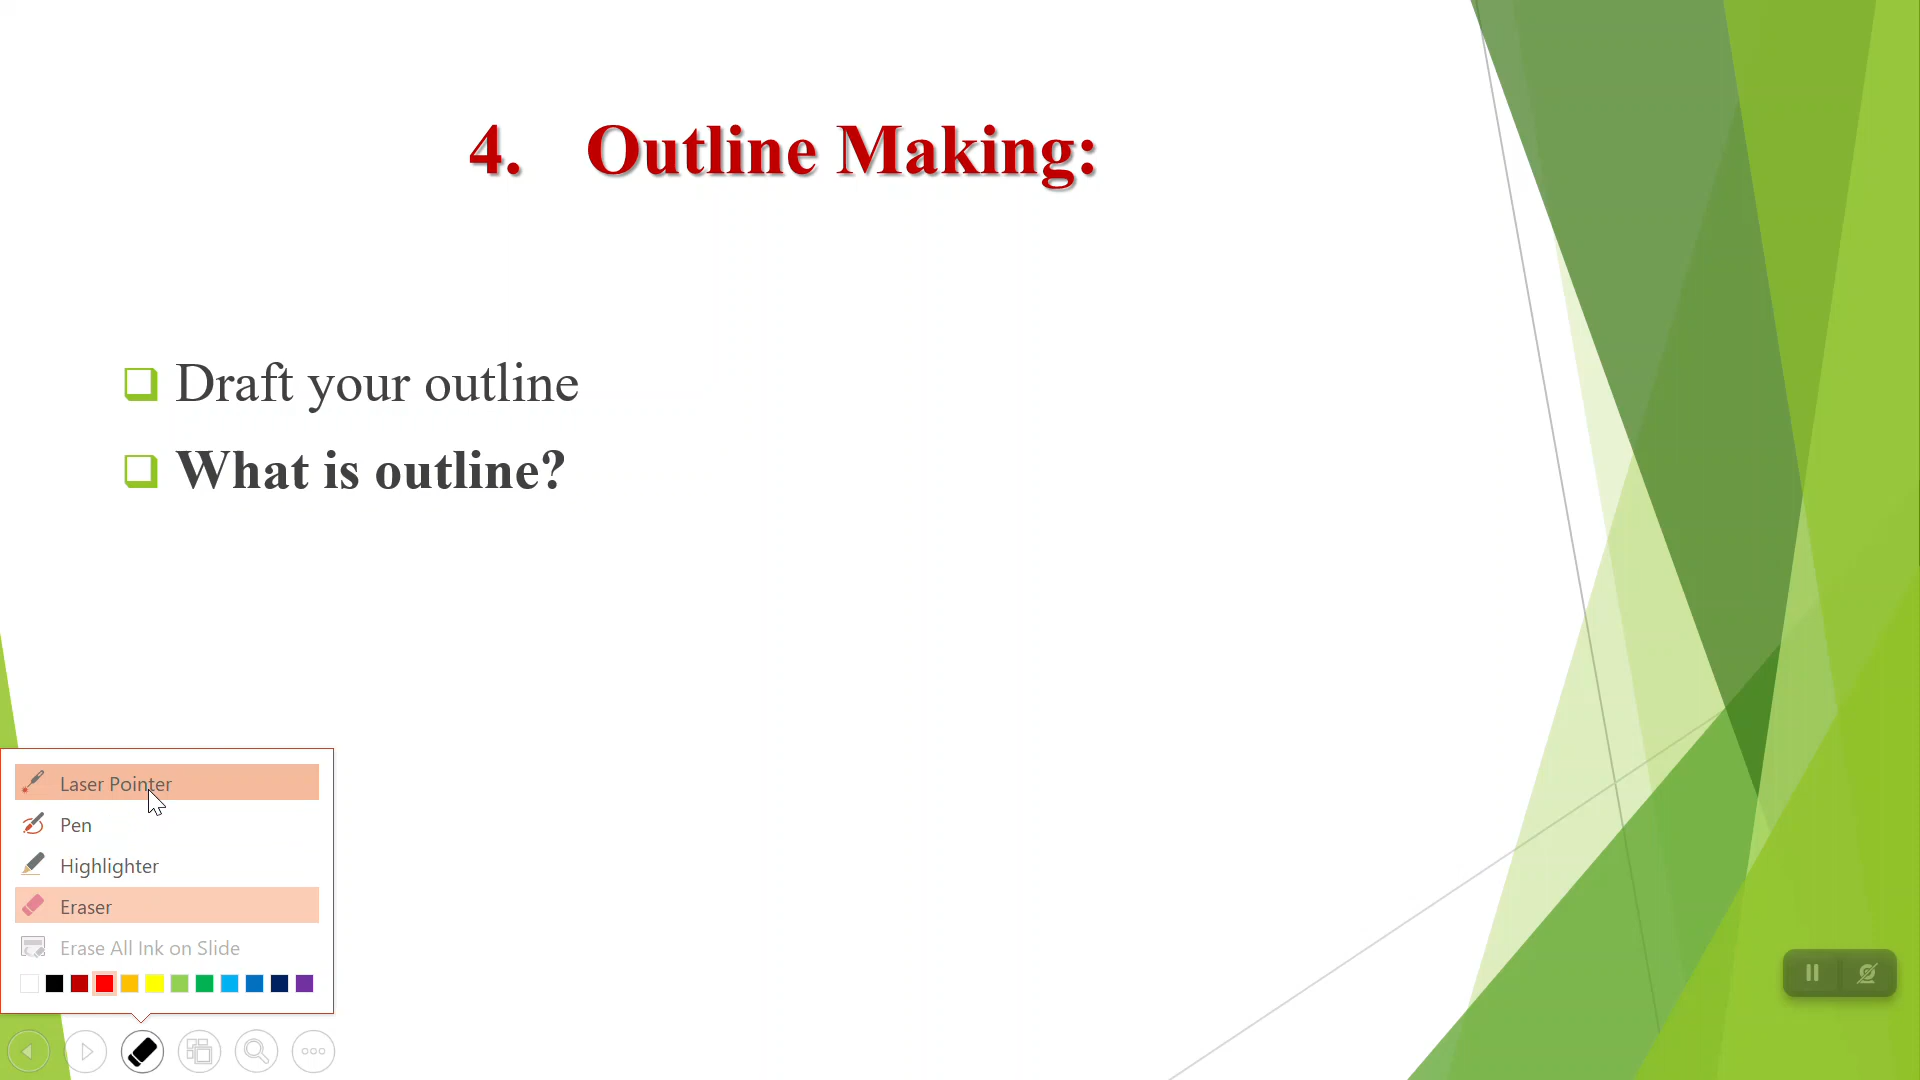 4. Outline Making:
Draft your outline
What is outline?
Laser Pointer
Pen
Highlighter
Eraser
Erase All Ink on Slide